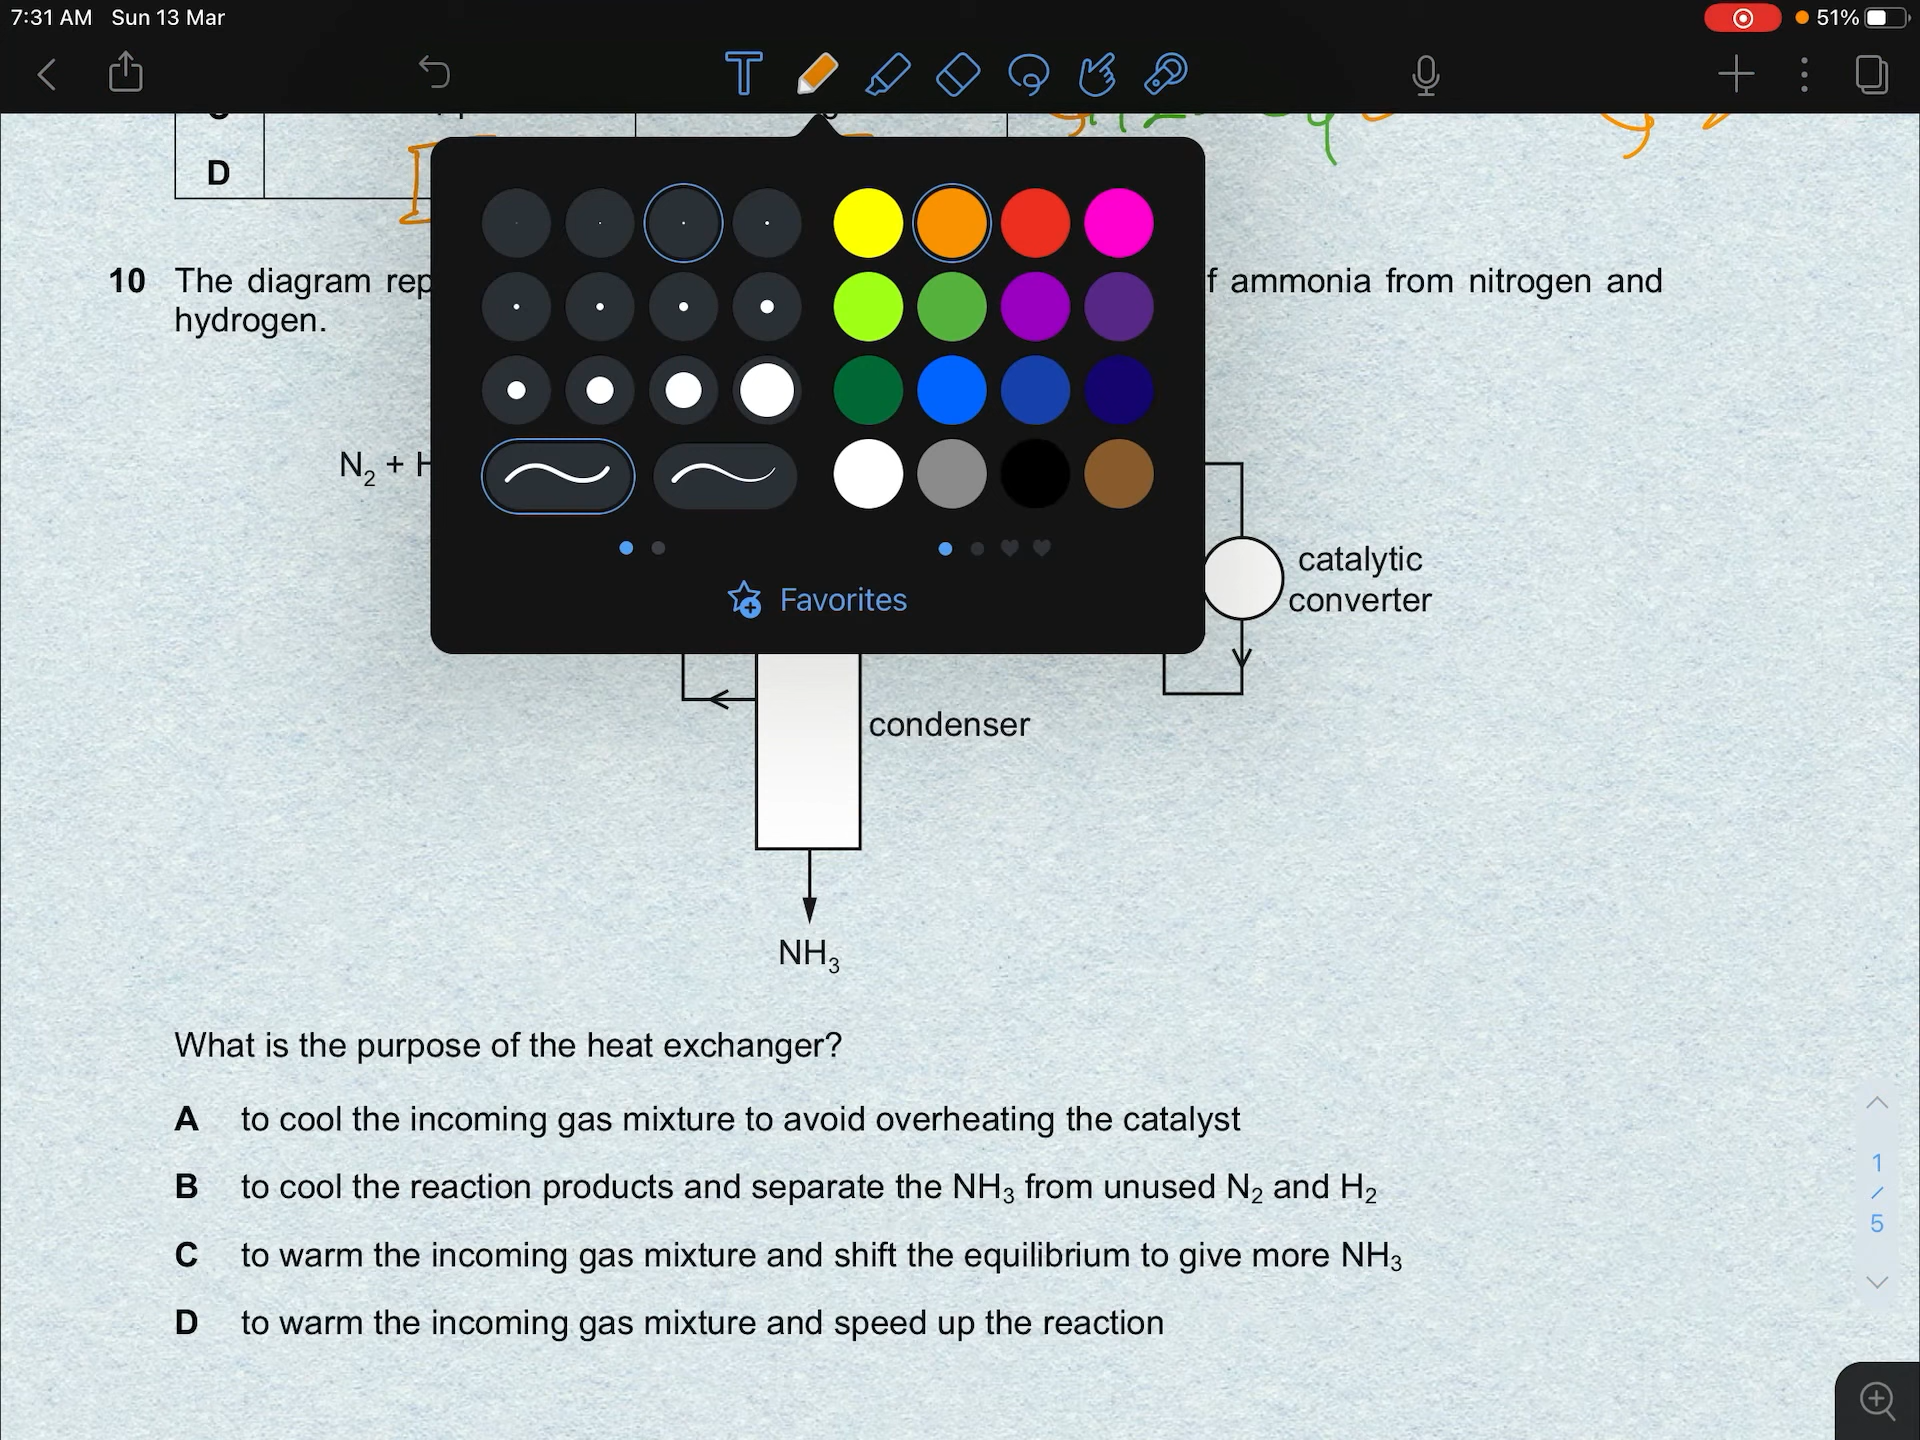 7:31 AM Sun 13 Mar
51%
D
10 The diagram rep
f ammonia from nitrogen and
hydrogen.
N₂ + H
Favorites
catalytic
converter
condenser
NH₃
What is the purpose of the heat exchanger?
A to cool the incoming gas mixture to avoid overheating the catalyst
B to cool the reaction products and separate the NH₃ from unused N₂ and H₂
C to warm the incoming gas mixture and shift the equilibrium to give more NH₃
D to warm the incoming gas mixture and speed up the reaction
1
/
5